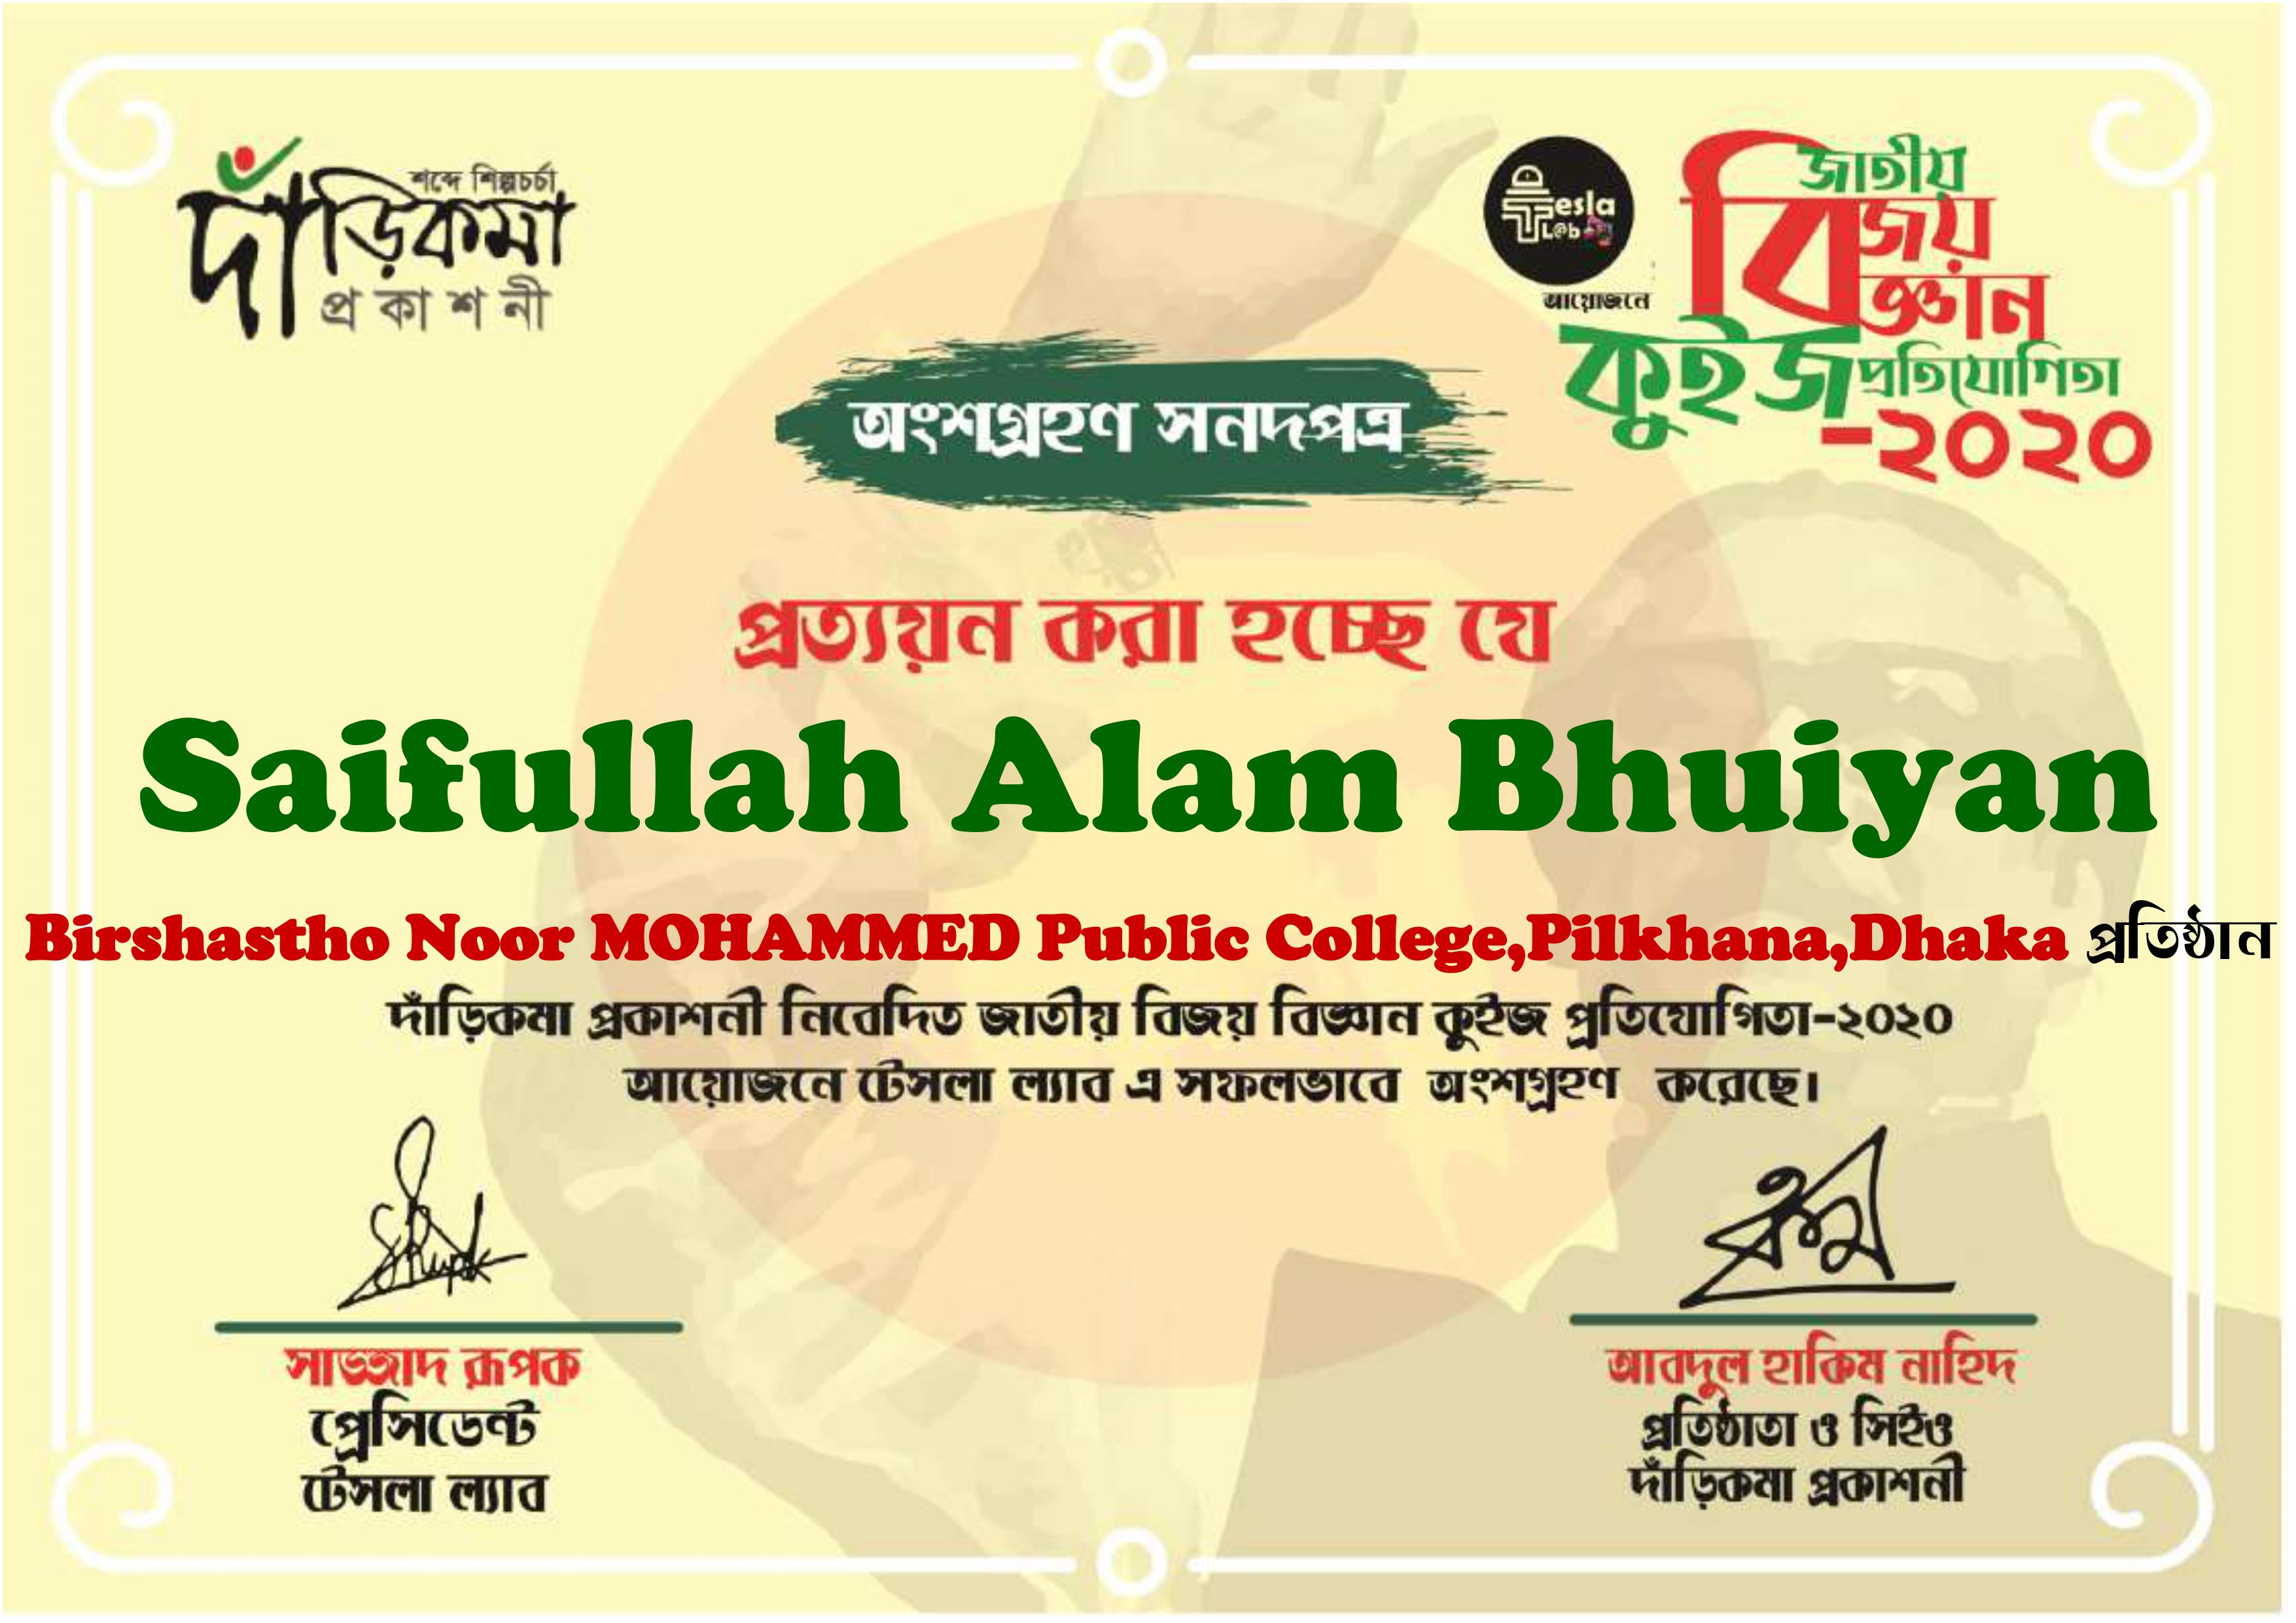 শব্দে শিল্পচর্চা
দাঁড়িকমা
প্রকাশনী
Tesla
L@b
আয়োজনে
জাতীয়
বিজয়
বিজ্ঞান
কুইজ প্রতিযোগিতা
-২০২০
অংশগ্রহণ সনদপত্র
প্রত্যয়ন করা হচ্ছে যে
Saifullah Alam Bhuiyan
Birshastho Noor MOHAMMED Public College,Pilkhana,Dhaka প্রতিষ্ঠান
দাঁড়িকমা প্রকাশনী নিবেদিত জাতীয় বিজয় বিজ্ঞান কুইজ প্রতিযোগিতা-২০২০
আয়োজনে টেসলা ল্যাব এ সফলভাবে অংশগ্রহণ করেছে।
সাজ্জাদ রূপক
প্রেসিডেন্ট
টেসলা ল্যাব
আবদুল হাকিম নাহিদ
প্রতিষ্ঠাতা ও সিইও
দাঁড়িকমা প্রকাশনী